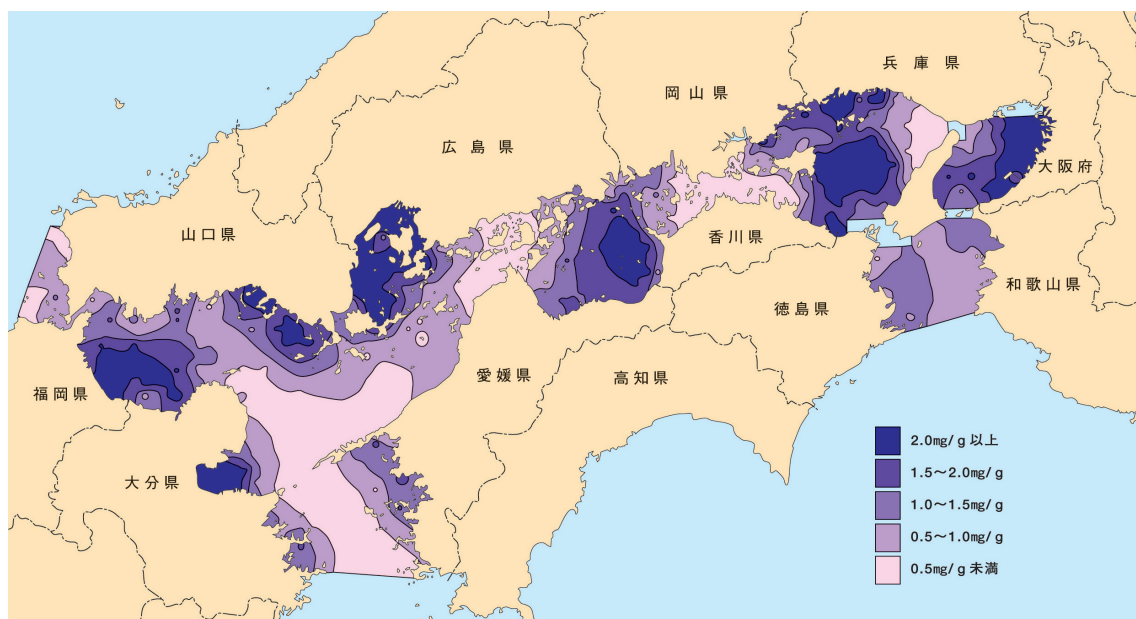 兵庫県
岡山県
広島県
大阪府
山口県
香川県
和歌山県
徳島県
愛媛県
高知県
福岡県
大分県
2.0㎎/g 以上
1.5～2.0㎎/g
1.0～1.5㎎/g
0.5～1.0㎎/g
0.5㎎/g 未満